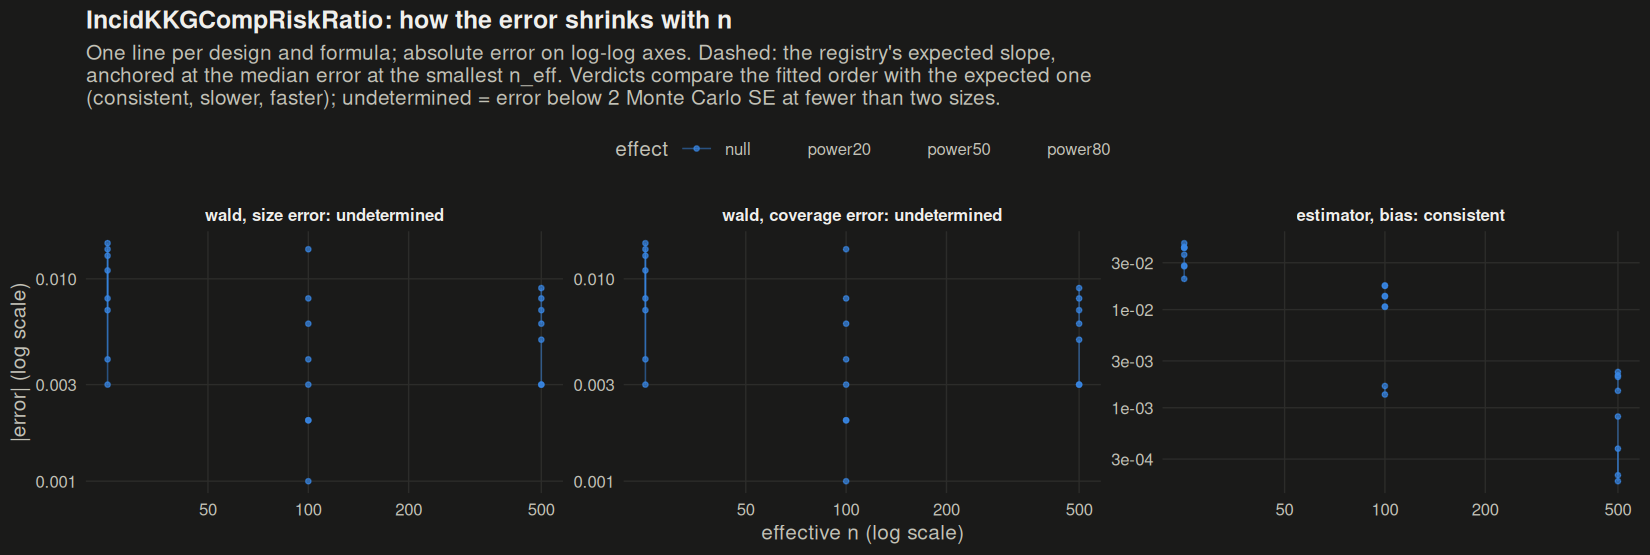 IncidKKGCompRiskRatio: how the error shrinks with n
One line per design and formula; absolute error on log-log axes. Dashed: the registry's expected slope,
anchored at the median error at the smallest n_eff. Verdicts compare the fitted order with the expected one
(consistent, slower, faster); undetermined = error below 2 Monte Carlo SE at fewer than two sizes.
effect null power20 power50 power80
wald, size error: undetermined
wald, coverage error: undetermined
estimator, bias: consistent
|error| (log scale)
0.010
0.003
0.001
50 100 200 500
0.010
0.003
0.001
50 100 200 500
3e-02
1e-02
3e-03
1e-03
3e-04
50 100 200 500
effective n (log scale)